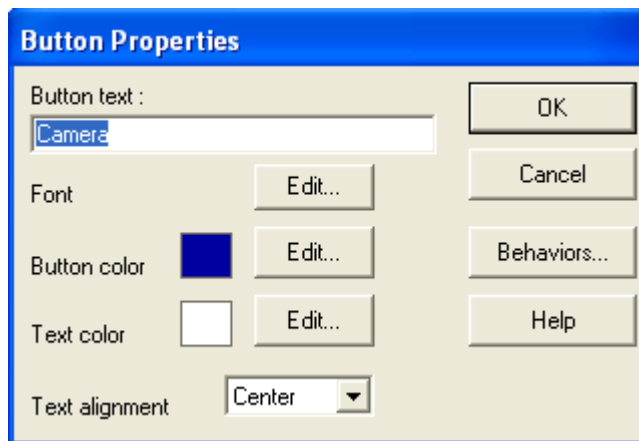 Button Properties
Button text :
Camera
OK
Font
Edit...
Cancel
Button color
Edit...
Behaviors...
Text color
Edit...
Help
Text alignment
Center